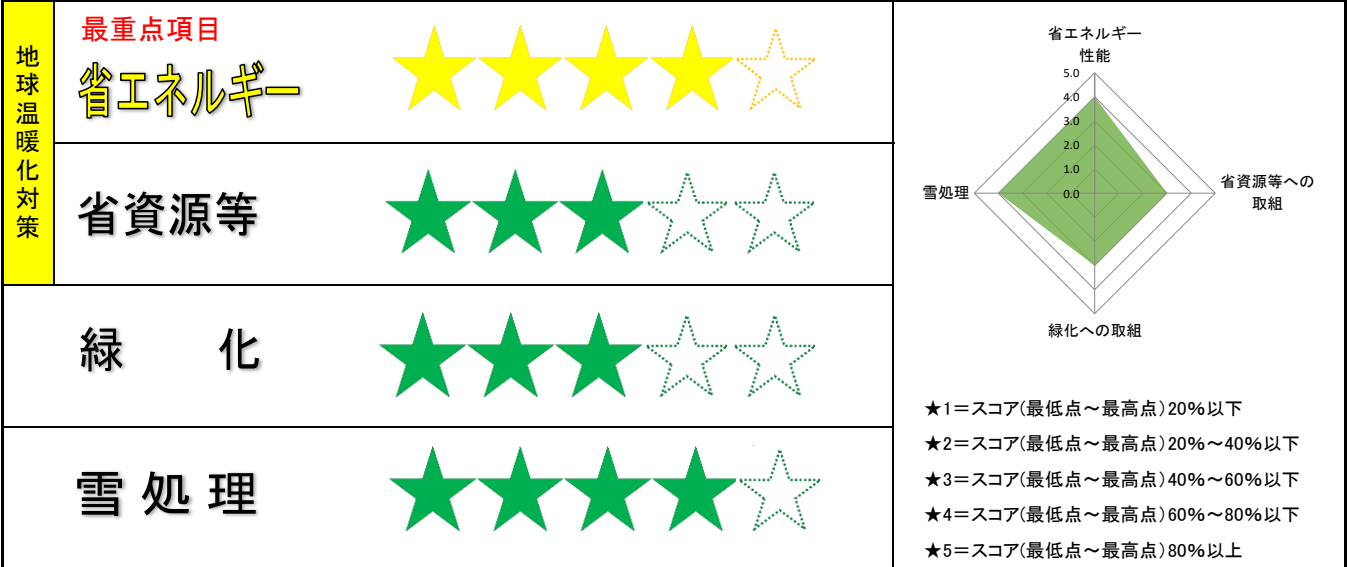 地球温暖化対策
最重点項目
省エネルギー
省資源等
緑　化
雪処理
省エネルギー
性能
5.0
4.0
3.0
2.0
1.0
0.0
雪処理
省資源等への
取組
緑化への取組
★1＝スコア(最低点～最高点)20%以下
★2＝スコア(最低点～最高点)20%～40%以下
★3＝スコア(最低点～最高点)40%～60%以下
★4＝スコア(最低点～最高点)60%～80%以下
★5＝スコア(最低点～最高点)80%以上